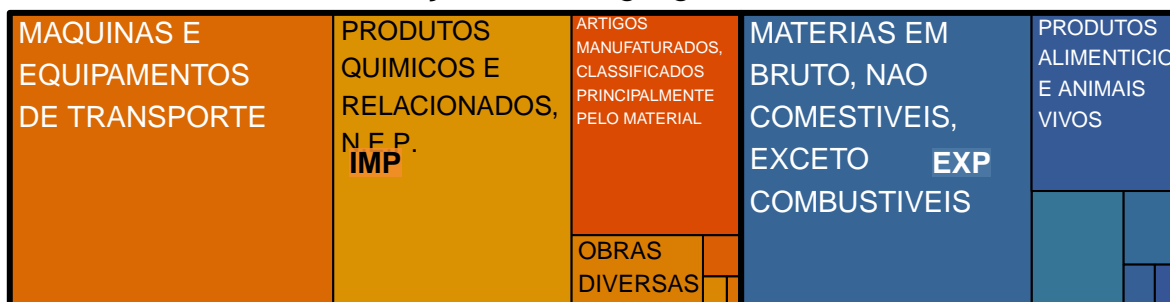 MAQUINAS E
EQUIPAMENTOS
DE TRANSPORTE
PRODUTOS
QUIMICOS E
RELACIONADOS,
N.E.P.
IMP
ARTIGOS
MANUFATURADOS,
CLASSIFICADOS
PRINCIPALMENTE
PELO MATERIAL
OBRAS
DIVERSAS
MATERIAS EM
BRUTO, NAO
COMESTIVEIS,
EXCETO
COMBUSTIVEIS
EXP
PRODUTOS
ALIMENTICIO
E ANIMAIS
VIVOS